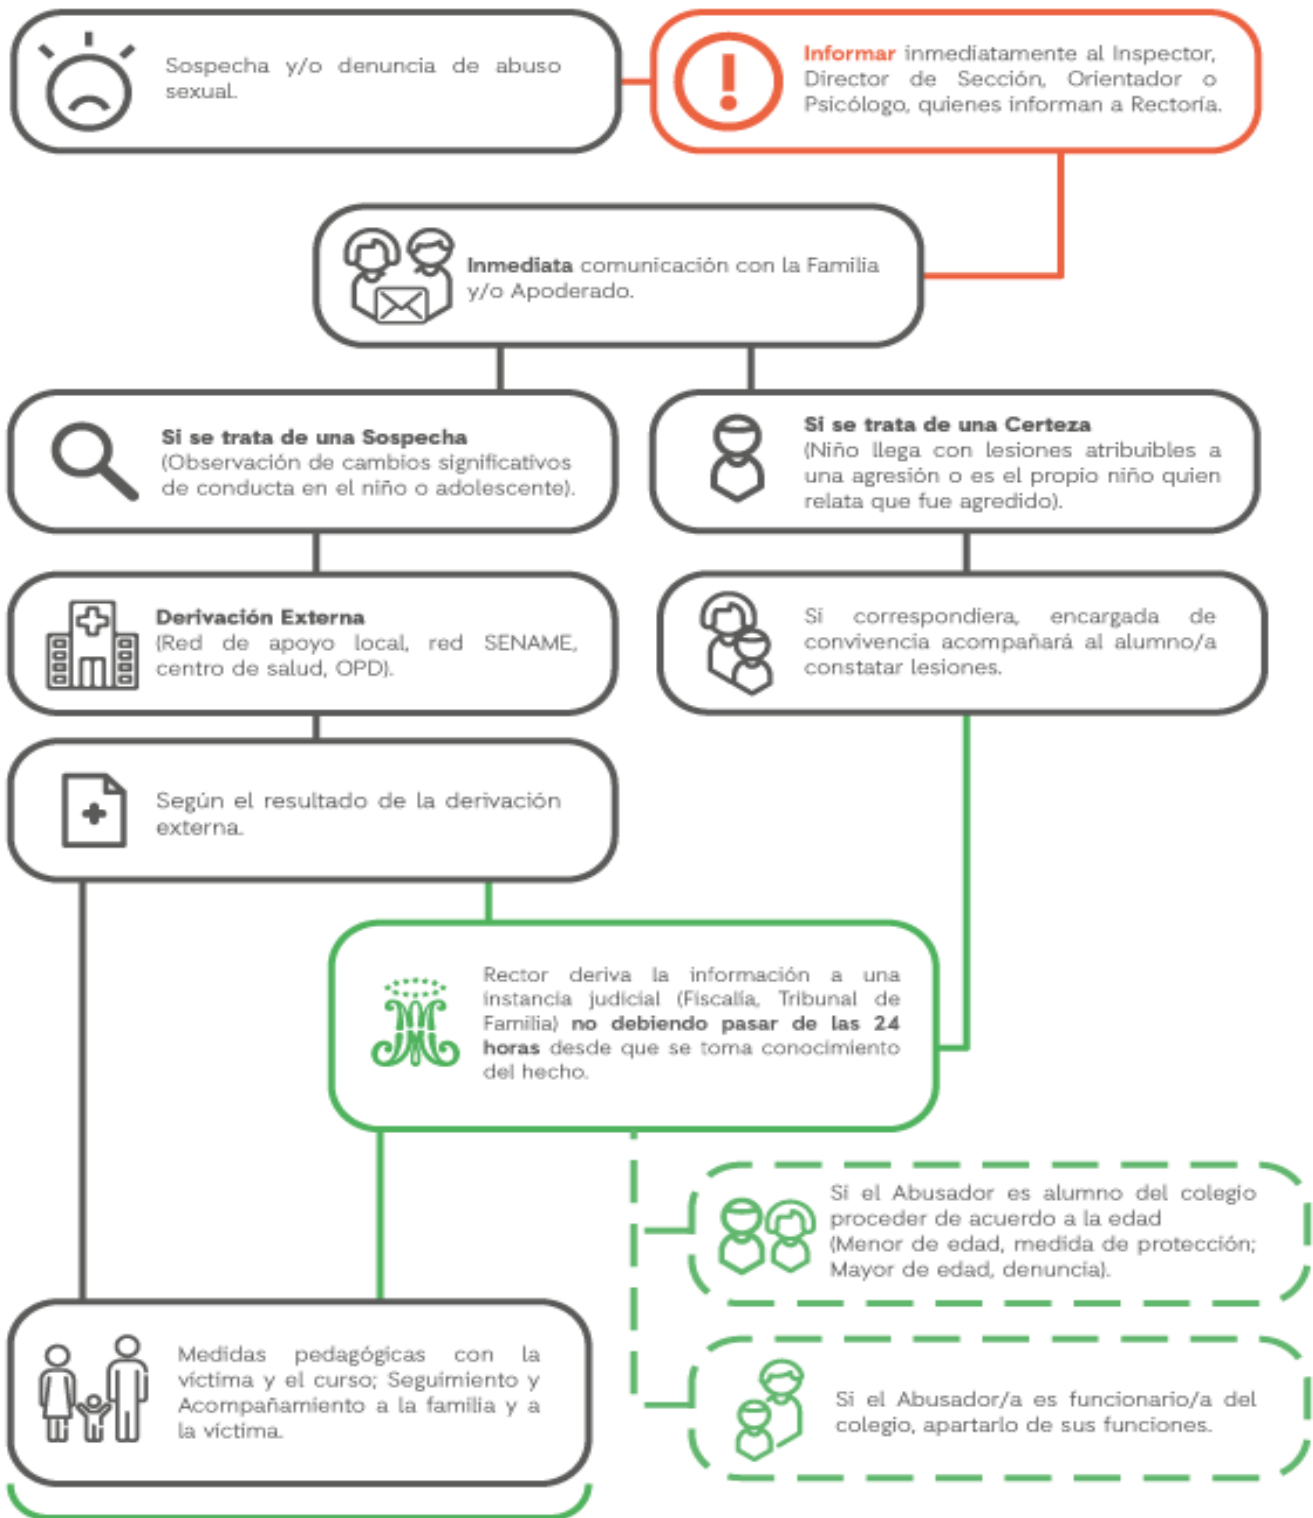 Sospecha y/o denuncia de abuso
sexual.
Informar inmediatamente al Inspector,
Director de Sección, Orientador o
Psicólogo, quienes informan a Rectoría.
Inmediata comunicación con la Familia
y/o Apoderado.
Si se trata de una Sospecha
(Observación de cambios significativos
de conducta en el niño o adolescente).
Si se trata de una Certeza
(Niño llega con lesiones atribuibles a
una agresión o es el propio niño quien
relata que fue agredido).
Derivación Externa
(Red de apoyo local, red SENAME,
centro de salud, OPD).
Si correspondiera, encargada de
convivencia acompañará al alumno/a
constatar lesiones.
Según el resultado de la derivación
externa.
Rector deriva la información a una
instancia judicial (Fiscalía, Tribunal de
Familia) no debiendo pasar de las 24
horas desde que se toma conocimiento
del hecho.
Si el Abusador es alumno del colegio
proceder de acuerdo a la edad
(Menor de edad, medida de protección;
Mayor de edad, denuncia).
Medidas pedagógicas con la
víctima y el curso; Seguimiento y
Acompañamiento a la familia y a
la víctima.
Si el Abusador/a es funcionario/a del
colegio, apartarlo de sus funciones.